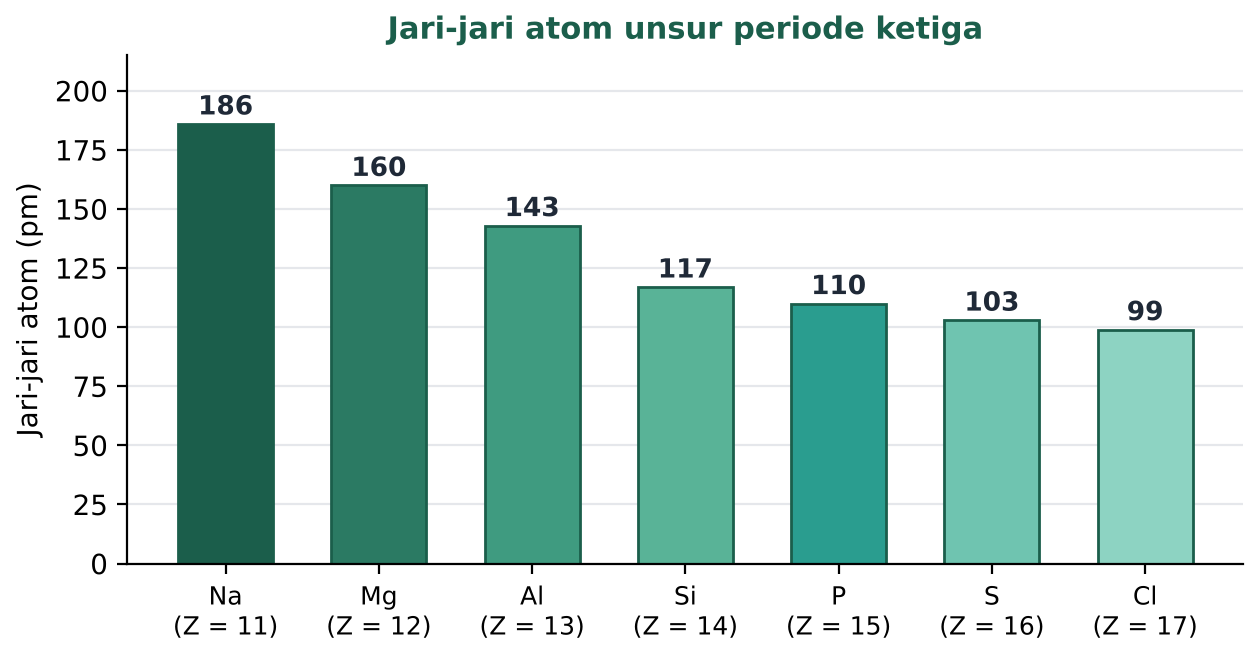 Jari-jari atom unsur periode ketiga
Jari-jari atom (pm)
200
175
150
125
100
75
50
25
0
186
160
143
117
110
103
99
Na
(Z = 11)
Mg
(Z = 12)
Al
(Z = 13)
Si
(Z = 14)
P
(Z = 15)
S
(Z = 16)
Cl
(Z = 17)